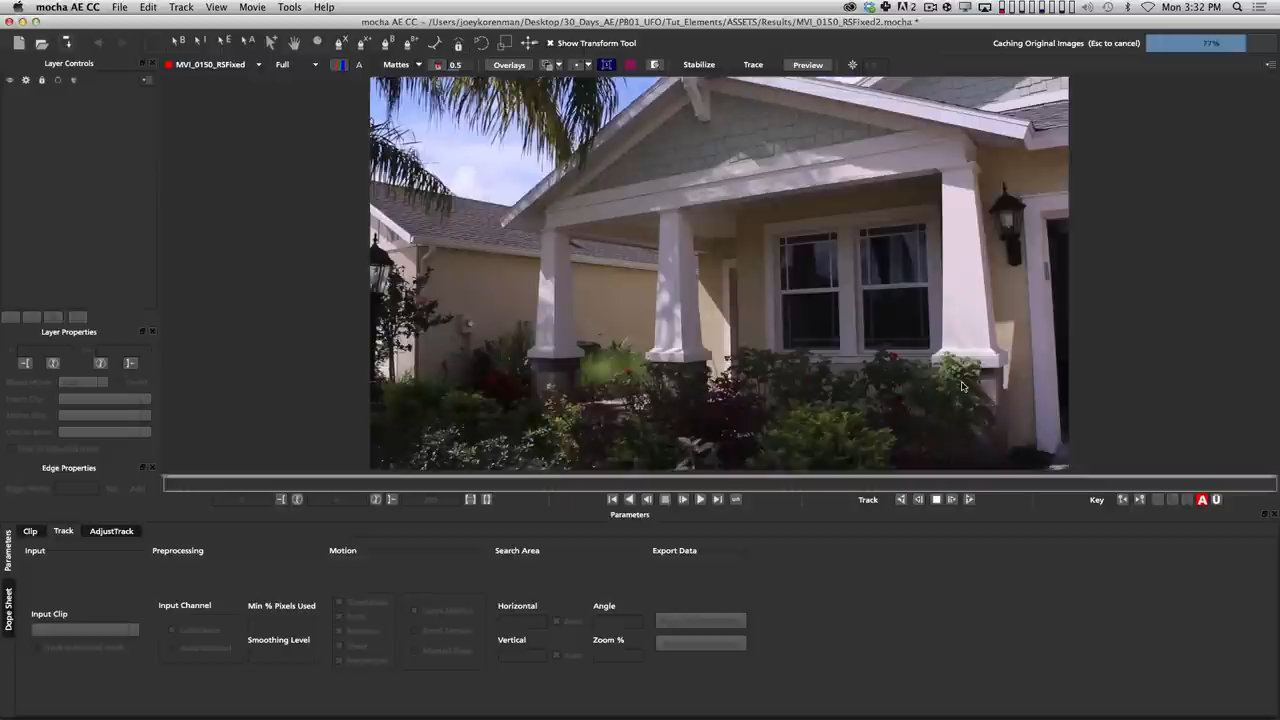 mocha AE CC File Edit Track View Movie Tools Help
2 Mon 3:32 PM
mocha AE CC – /Users/joeykorenman/Desktop/30_Days_AE/PB01_UFO/Tut_Elements/ASSETS/Results/MVI_0150_RSFixed2.mocha *
Show Transform Tool
Caching Original Images (Esc to cancel) 77%
Layer Controls
MVI_0150_RSFixed Full Mattes 0.5 Overlays Stabilize Trace Preview
Layer Properties
Edge Properties
Track Key
Parameters
Clip Track AdjustTrack
Parameters
Dope Sheet
Input Preprocessing Motion Search Area Export Data
Input Channel Min % Pixels Used Horizontal Angle
Input Clip
Smoothing Level Vertical Zoom %